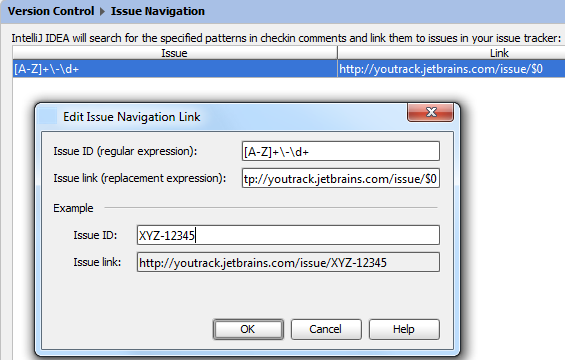 Version Control › Issue Navigation
IntelliJ IDEA will search for the specified patterns in checkin comments and link them to issues in your issue tracker:
Issue Link
[A-Z]+\-\d+ http://youtrack.jetbrains.com/issue/$0
Edit Issue Navigation Link
Issue ID (regular expression): [A-Z]+\-\d+
Issue link (replacement expression): tp://youtrack.jetbrains.com/issue/$0
Example
Issue ID: XYZ-12345
Issue link: http://youtrack.jetbrains.com/issue/XYZ-12345
OK Cancel Help